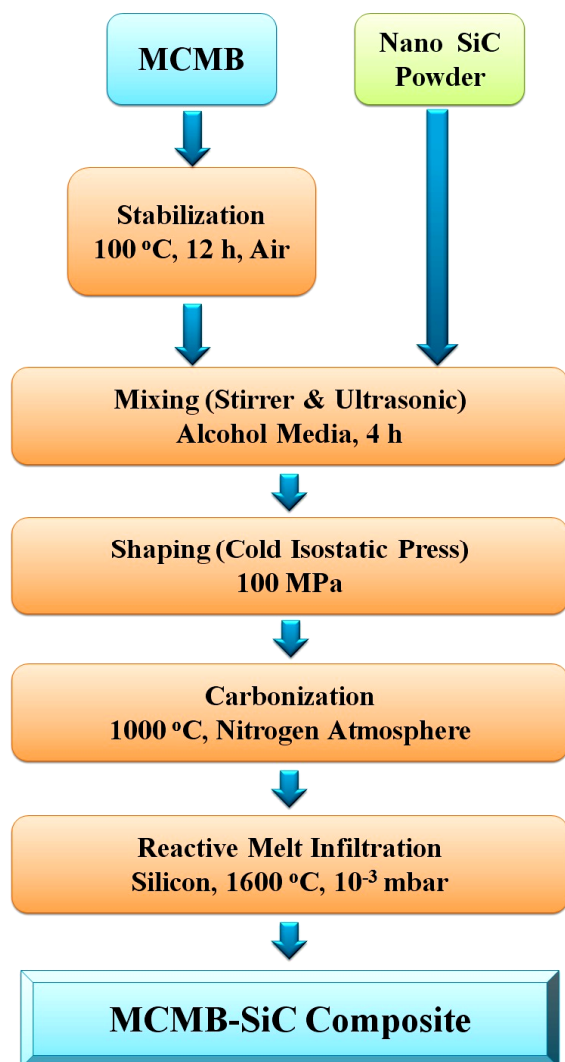 MCMB
Nano SiC
Powder
Stabilization
100 ºC, 12 h, Air
Mixing (Stirrer & Ultrasonic)
Alcohol Media, 4 h
Shaping (Cold Isostatic Press)
100 MPa
Carbonization
1000 ºC, Nitrogen Atmosphere
Reactive Melt Infiltration
Silicon, 1600 ºC, 10⁻³ mbar
MCMB-SiC Composite